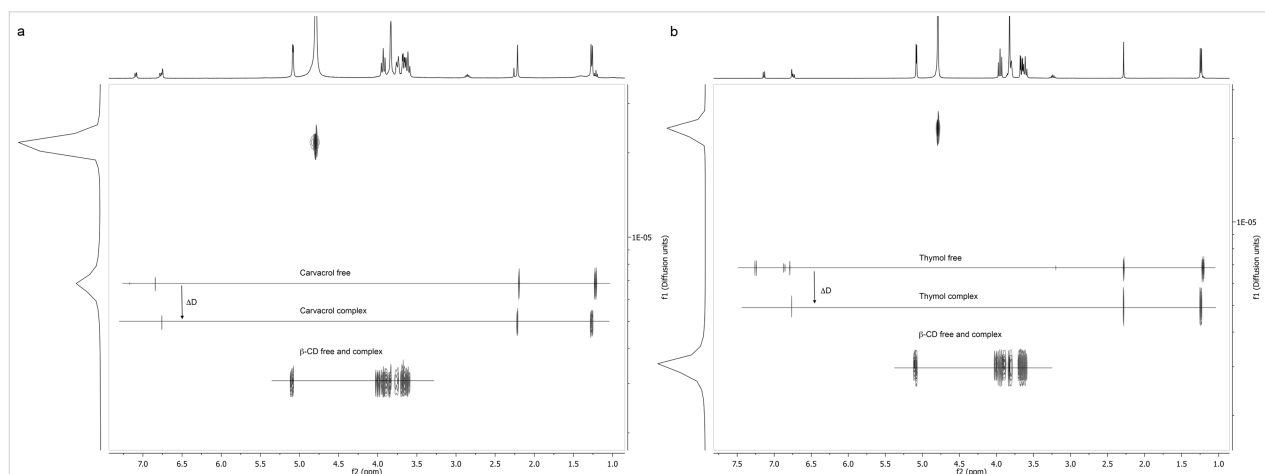 a
1E-05
f1 (Diffusion units)
Carvacrol free
ΔD
Carvacrol complex
β-CD free and complex
7.0 6.5 6.0 5.5 5.0 4.5 4.0 3.5 3.0 2.5 2.0 1.5 1.0
f2 (ppm)
b
1E-05
f1 (Diffusion units)
Thymol free
ΔD
Thymol complex
β-CD free and complex
7.5 7.0 6.5 6.0 5.5 5.0 4.5 4.0 3.5 3.0 2.5 2.0 1.5 1.0
f2 (ppm)